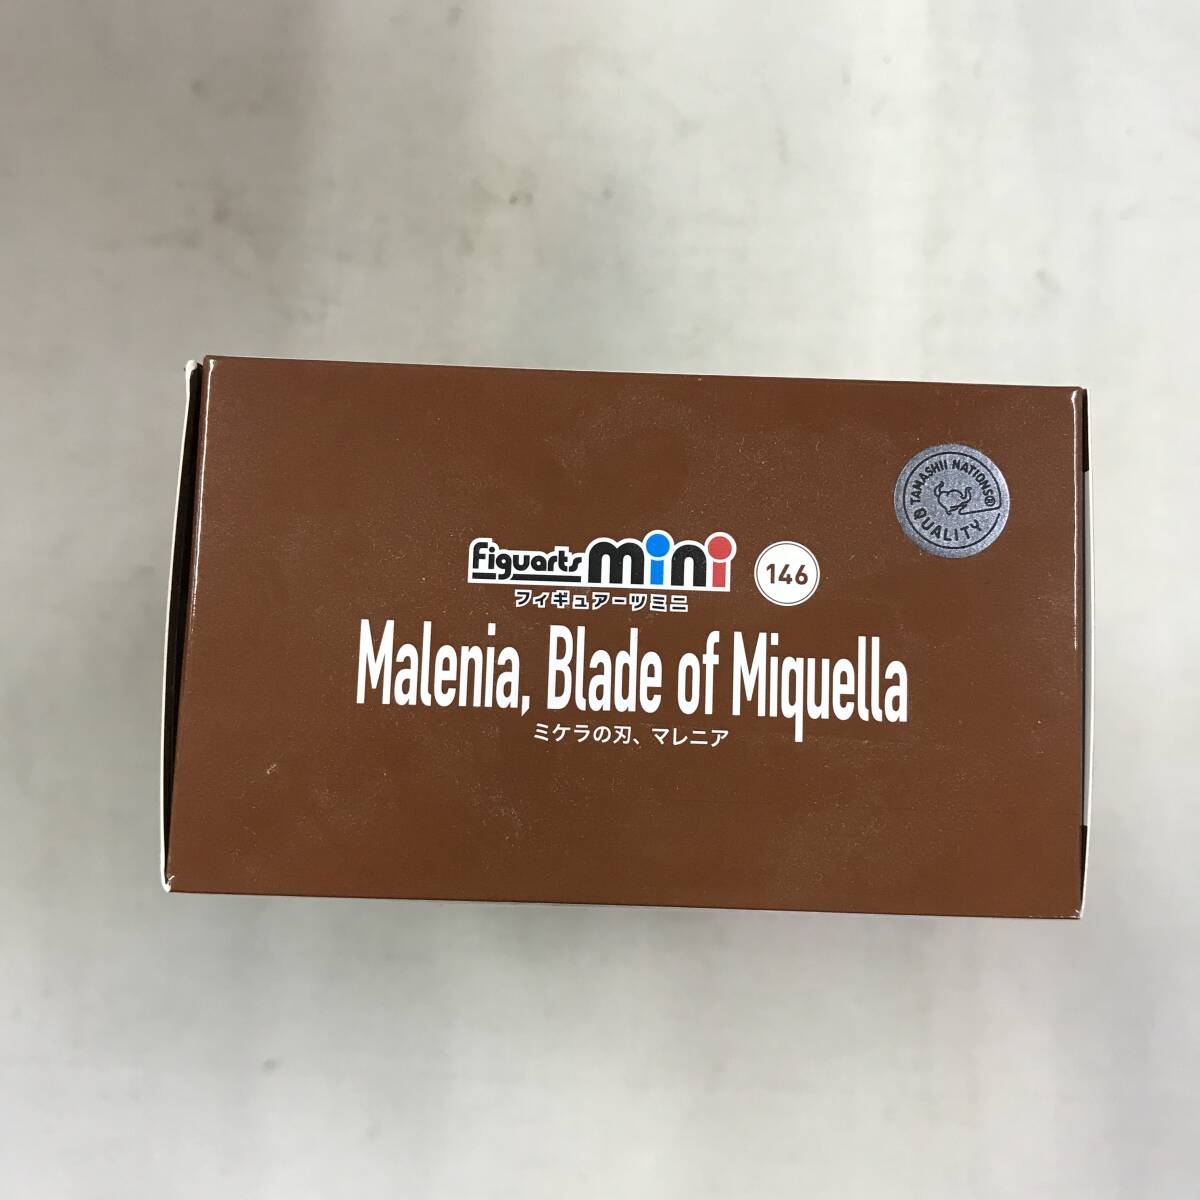 TAMASHII NATIONS®
QUALITY
Figuarts mini
フィギュアーツミニ
146
Malenia, Blade of Miquella
ミケラの刃、マレニア